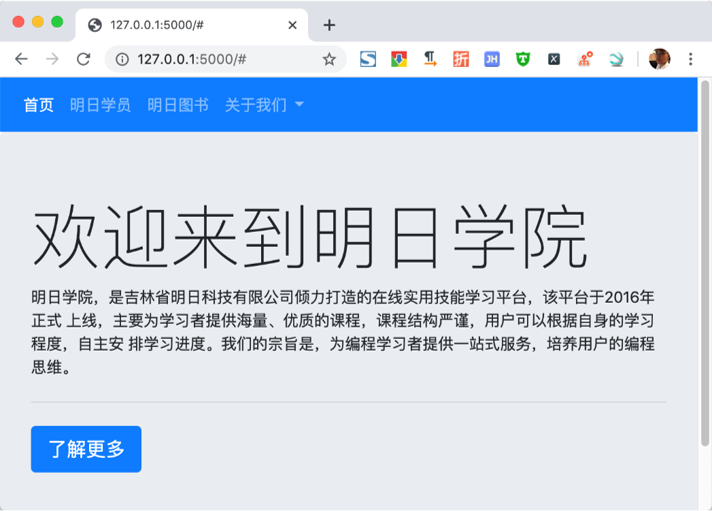 127.0.0.1:5000/#
127.0.0.1:5000/#
折 JH T X
首页 明日学员 明日图书 关于我们
欢迎来到明日学院
明日学院，是吉林省明日科技有限公司倾力打造的在线实用技能学习平台，该平台于2016年
正式 上线，主要为学习者提供海量、优质的课程，课程结构严谨，用户可以根据自身的学习
程度，自主安 排学习进度。我们的宗旨是，为编程学习者提供一站式服务，培养用户的编程
思维。
了解更多